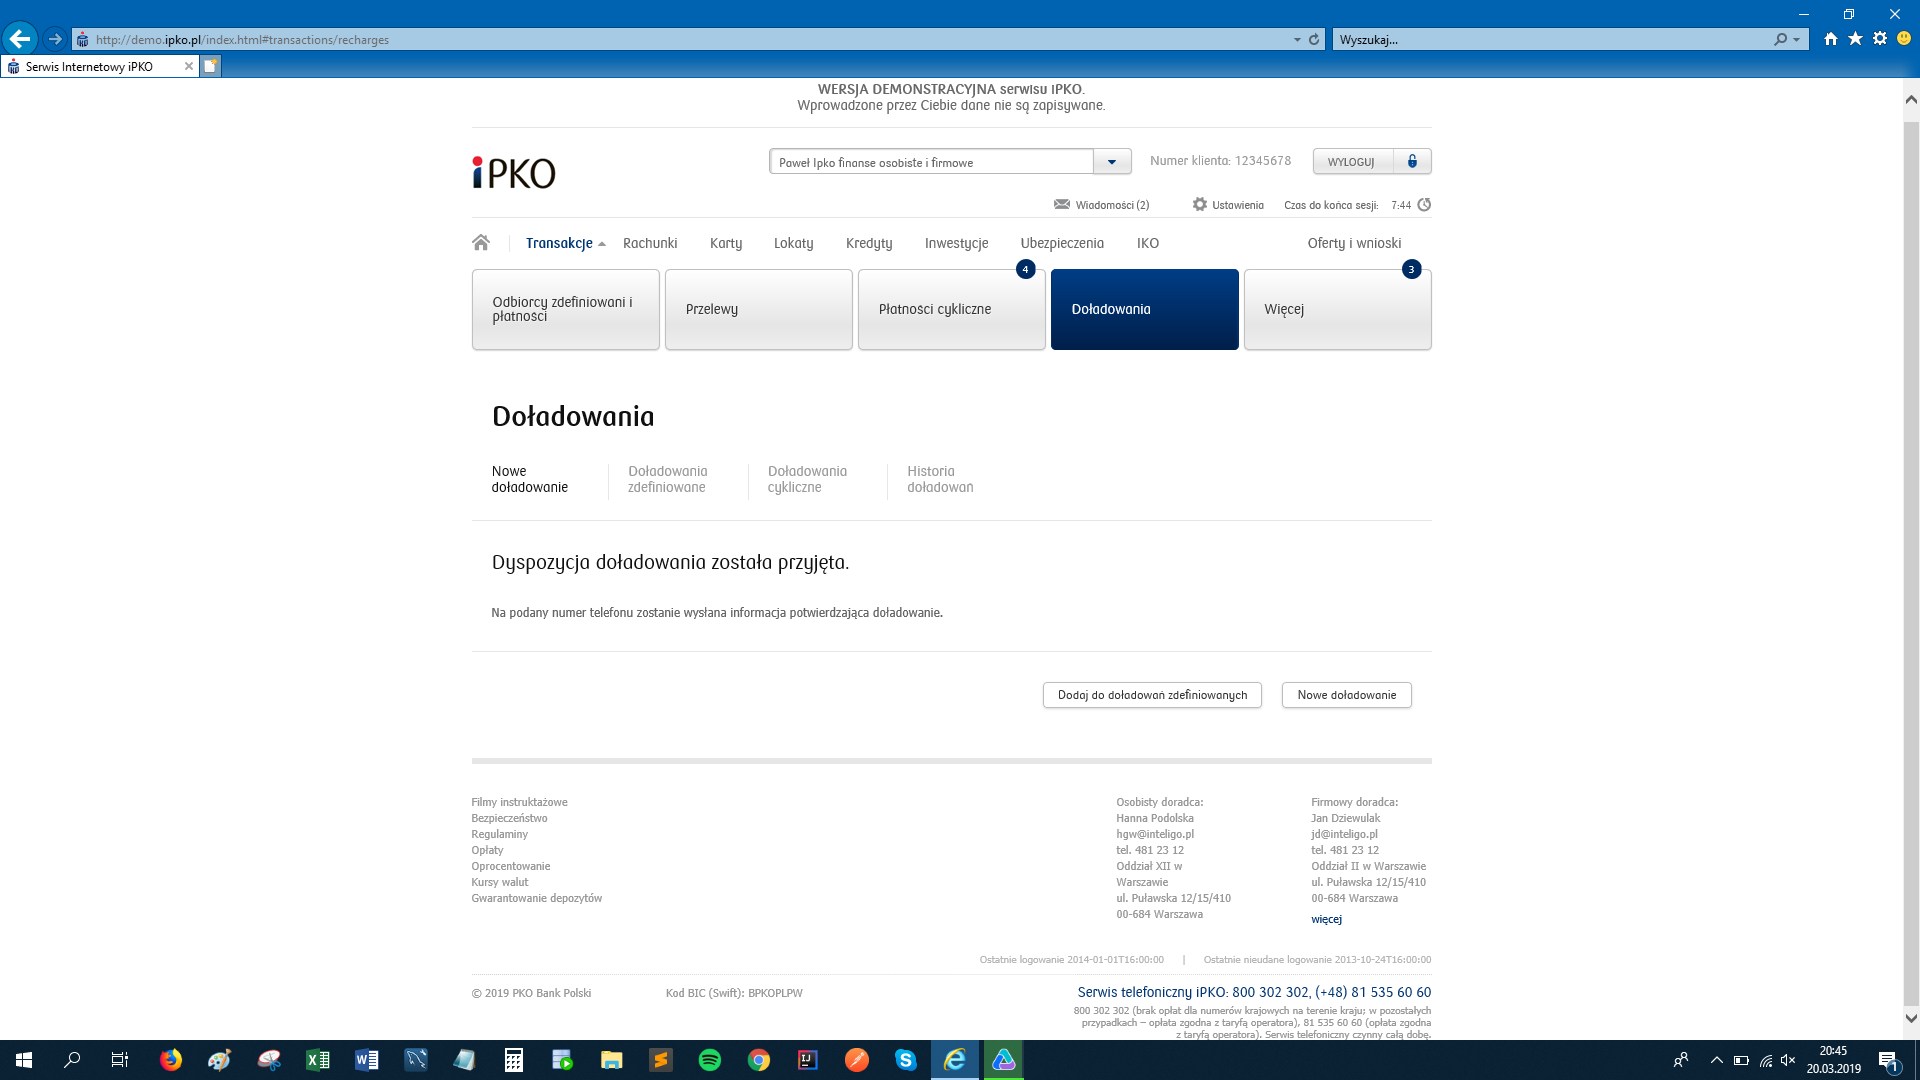 http://demo.ipko.pl/index.html#transactions/recharges
Wyszukaj...
Serwis Internetowy iPKO
WERSJA DEMONSTRACYJNA serwisu iPKO.
Wprowadzone przez Ciebie dane nie są zapisywane.
iPKO
Paweł Ipko finanse osobiste i firmowe
Numer klienta: 12345678
WYLOGUJ
Wiadomości (2)
Ustawienia
Czas do końca sesji: 7:44
Transakcje
Rachunki
Karty
Lokaty
Kredyty
Inwestycje
Ubezpieczenia
IKO
Oferty i wnioski
Odbiorcy zdefiniowani i
płatności
Przelewy
Płatności cykliczne
4
Doładowania
Więcej
3
Doładowania
Nowe
doładowanie
Doładowania
zdefiniowane
Doładowania
cykliczne
Historia
doładowań
Dyspozycja doładowania została przyjęta.
Na podany numer telefonu zostanie wysłana informacja potwierdzająca doładowanie.
Dodaj do doładowań zdefiniowanych
Nowe doładowanie
Filmy instruktażowe
Bezpieczeństwo
Regulaminy
Opłaty
Oprocentowanie
Kursy walut
Gwarantowanie depozytów
Osobisty doradca:
Hanna Podolska
hgw@inteligo.pl
tel. 481 23 12
Oddział XII w
Warszawie
ul. Puławska 12/15/410
00-684 Warszawa
Firmowy doradca:
Jan Dziewulak
jd@inteligo.pl
tel. 481 23 12
Oddział II w Warszawie
ul. Puławska 12/15/410
00-684 Warszawa
więcej
Ostatnie logowanie 2014-01-01T16:00:00 | Ostatnie nieudane logowanie 2013-10-24T16:00:00
© 2019 PKO Bank Polski
Kod BIC (Swift): BPKOPLPW
Serwis telefoniczny iPKO: 800 302 302, (+48) 81 535 60 60
800 302 302 (brak opłat dla numerów krajowych na terenie kraju; w pozostałych
przypadkach – opłata zgodna z taryfą operatora), 81 535 60 60 (opłata zgodna
z taryfą operatora). Serwis telefoniczny czynny całą dobę.
20:45
20.03.2019
1